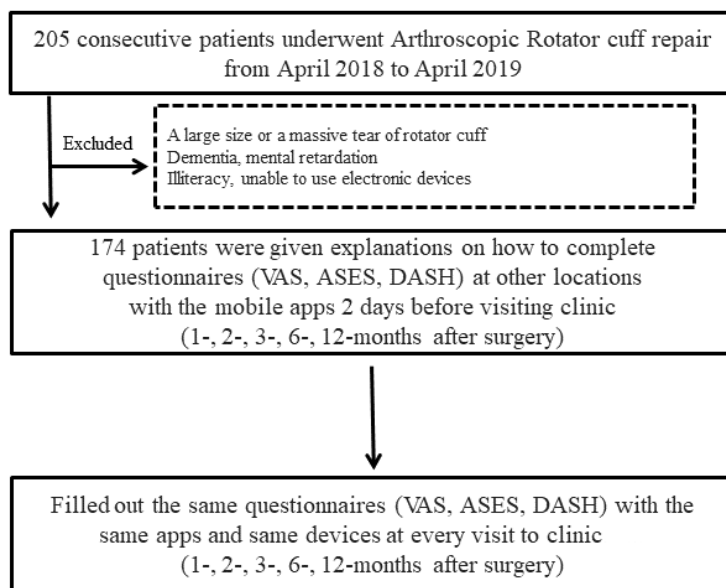 205 consecutive patients underwent Arthroscopic Rotator cuff repair
from April 2018 to April 2019
Excluded
A large size or a massive tear of rotator cuff
Dementia, mental retardation
Illiteracy, unable to use electronic devices
174 patients were given explanations on how to complete
questionnaires (VAS, ASES, DASH) at other locations
with the mobile apps 2 days before visiting clinic
(1-, 2-, 3-, 6-, 12-months after surgery)
Filled out the same questionnaires (VAS, ASES, DASH) with the
same apps and same devices at every visit to clinic
(1-, 2-, 3-, 6-, 12-months after surgery)